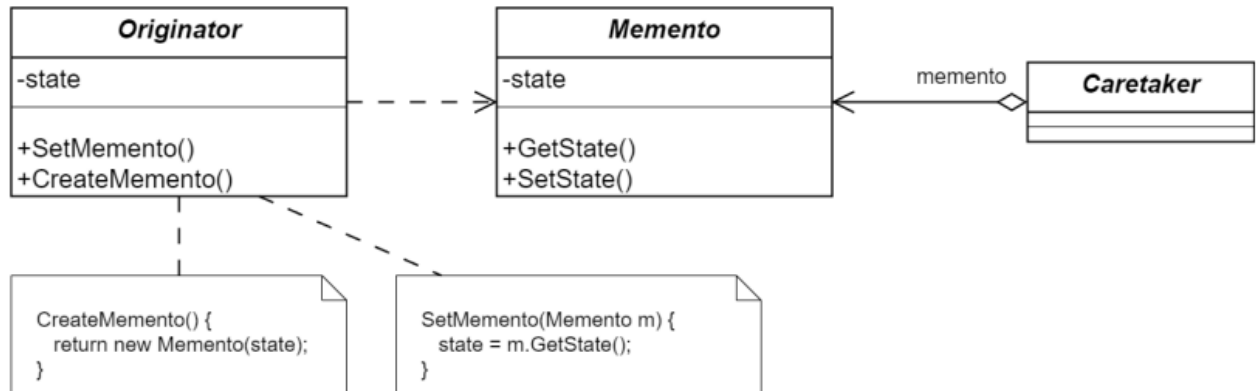 Originator
-state
+SetMemento()
+CreateMemento()
Memento
-state
+GetState()
+SetState()
memento
Caretaker
CreateMemento() {
return new Memento(state);
}
SetMemento(Memento m) {
state = m.GetState();
}